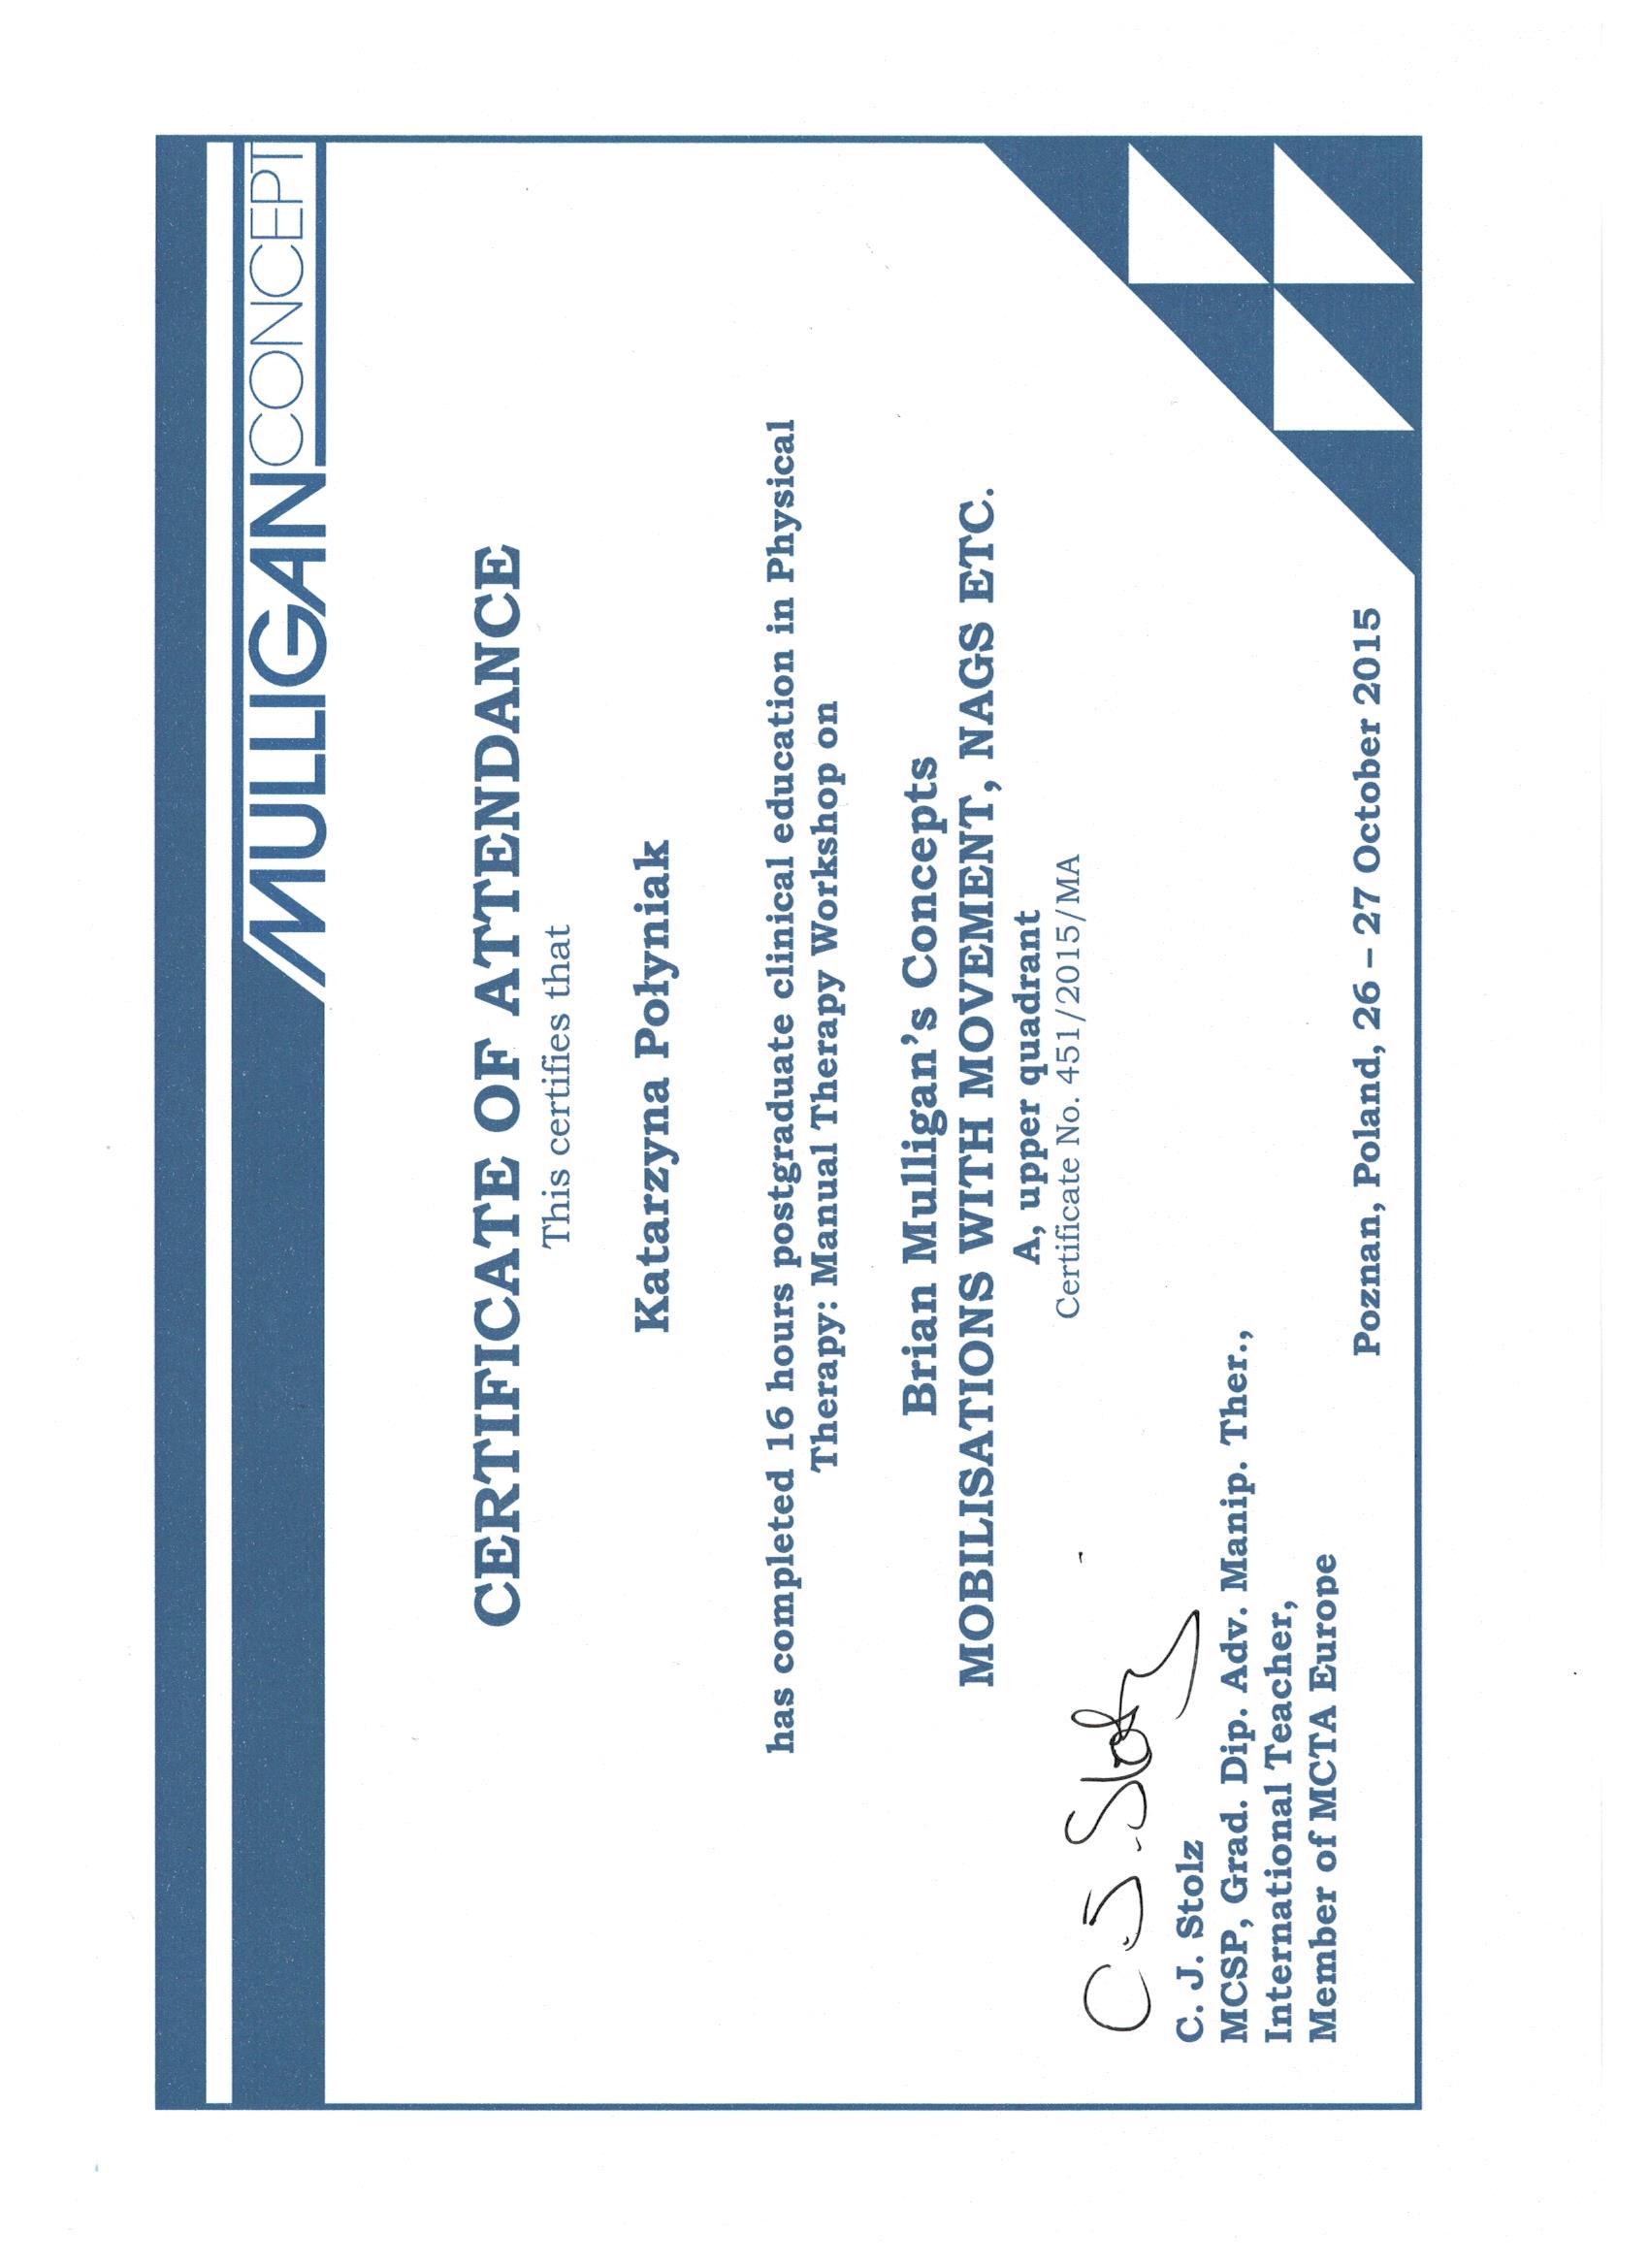 MULLIGANCONCEPT
CERTIFICATE OF ATTENDANCE
This certifies that
Katarzyna Połyniak
has completed 16 hours postgraduate clinical education in Physical
Therapy: Manual Therapy Workshop on
Brian Mulligan's Concepts
MOBILISATIONS WITH MOVEMENT, NAGS ETC.
A, upper quadrant
Certificate No. 451/2015/MA
C. J. Stolz
C. J. Stolz
MCSP, Grad. Dip. Adv. Manip. Ther.,
International Teacher,
Member of MCTA Europe
Poznan, Poland, 26 – 27 October 2015